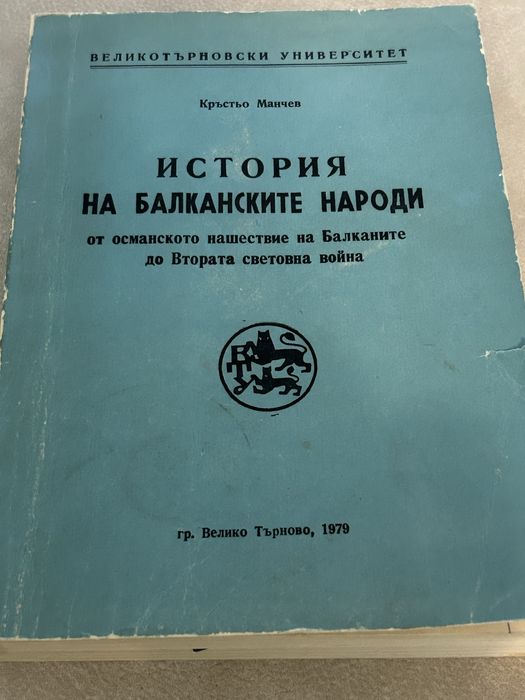 ВЕЛИКОТЪРНОВСКИ УНИВЕРСИТЕТ
Кръстьо Манчев
ИСТОРИЯ
НА БАЛКАНСКИТЕ НАРОДИ
от османското нашествие на Балканите
до Втората световна война
ВТУ
гр. Велико Търново, 1979